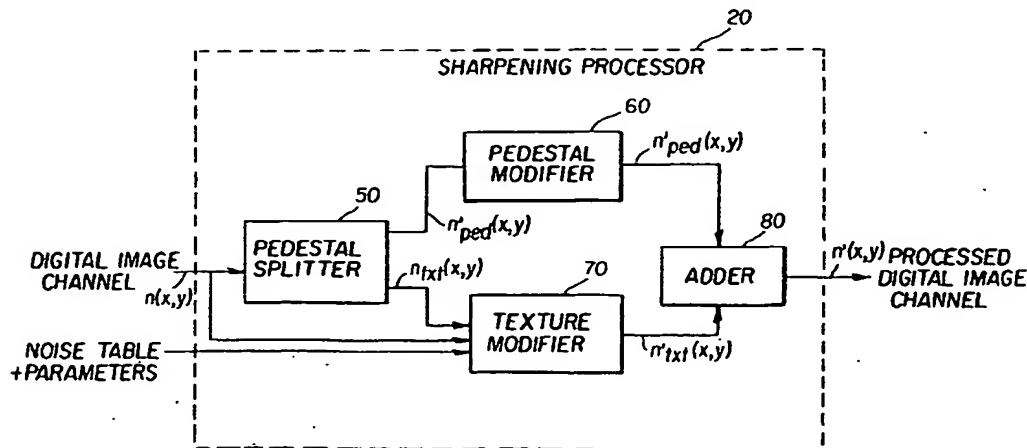 20
SHARPENING PROCESSOR
60
PEDESTAL
MODIFIER
n'ped(x,y)
50
PEDESTAL
SPLITTER
n'ped(x,y)
80
ADDER
n'(x,y)
PROCESSED
DIGITAL IMAGE
CHANNEL
DIGITAL IMAGE
CHANNEL
n(x,y)
ntxt(x,y)
70
TEXTURE
MODIFIER
n'txt(x,y)
NOISE TABLE
+PARAMETERS